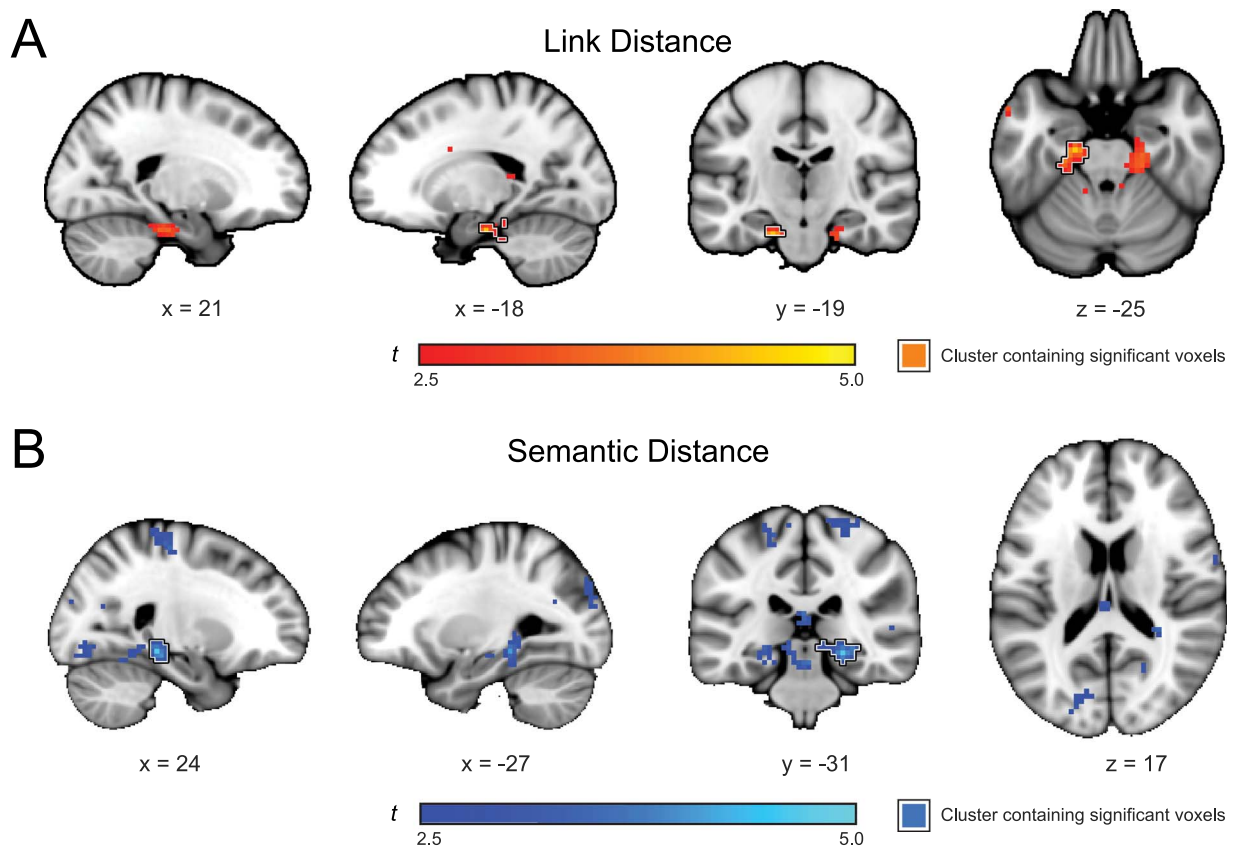 A
Link Distance
x = 21
x = -18
y = -19
z = -25
t
2.5
5.0
Cluster containing significant voxels
B
Semantic Distance
x = 24
x = -27
y = -31
z = 17
t
2.5
5.0
Cluster containing significant voxels